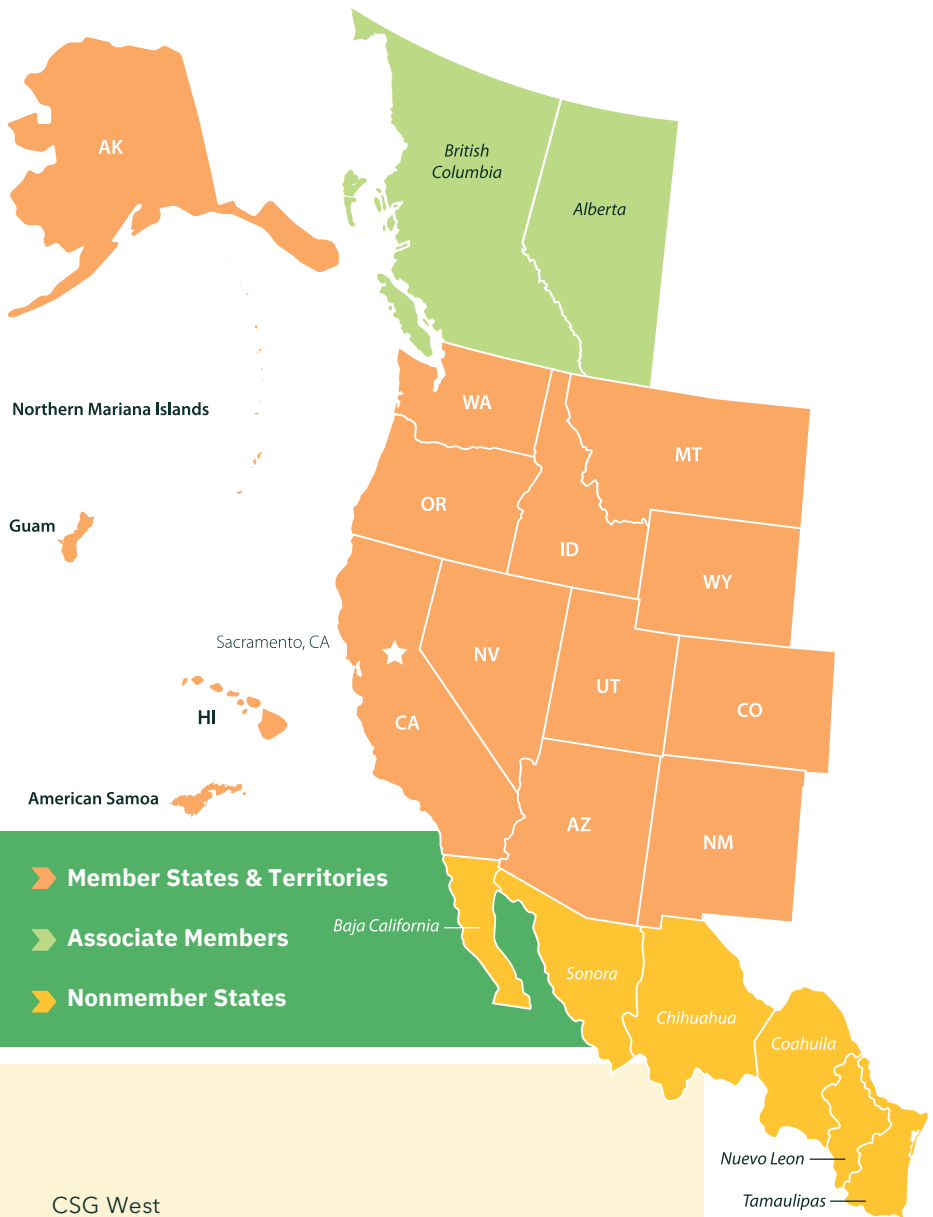 British
Columbia
AK
Alberta
WA
Northern Mariana Islands
MT
OR
Guam
ID
WY
Sacramento, CA
NV
UT
HI
CO
CA
American Samoa
AZ
NM
Member States & Territories
Baja California
Associate Members
Sonora
Nonmember States
Chihuahua
Coahuila
Nuevo Leon
Tamaulipas
CSG West